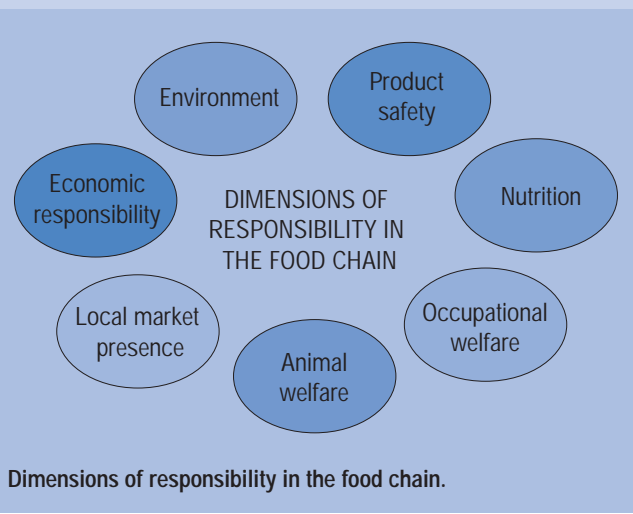 Environment
Product
safety
Economic
responsibility
Nutrition
DIMENSIONS OF
RESPONSIBILITY IN
THE FOOD CHAIN
Local market
presence
Occupational
welfare
Animal
welfare
Dimensions of responsibility in the food chain.